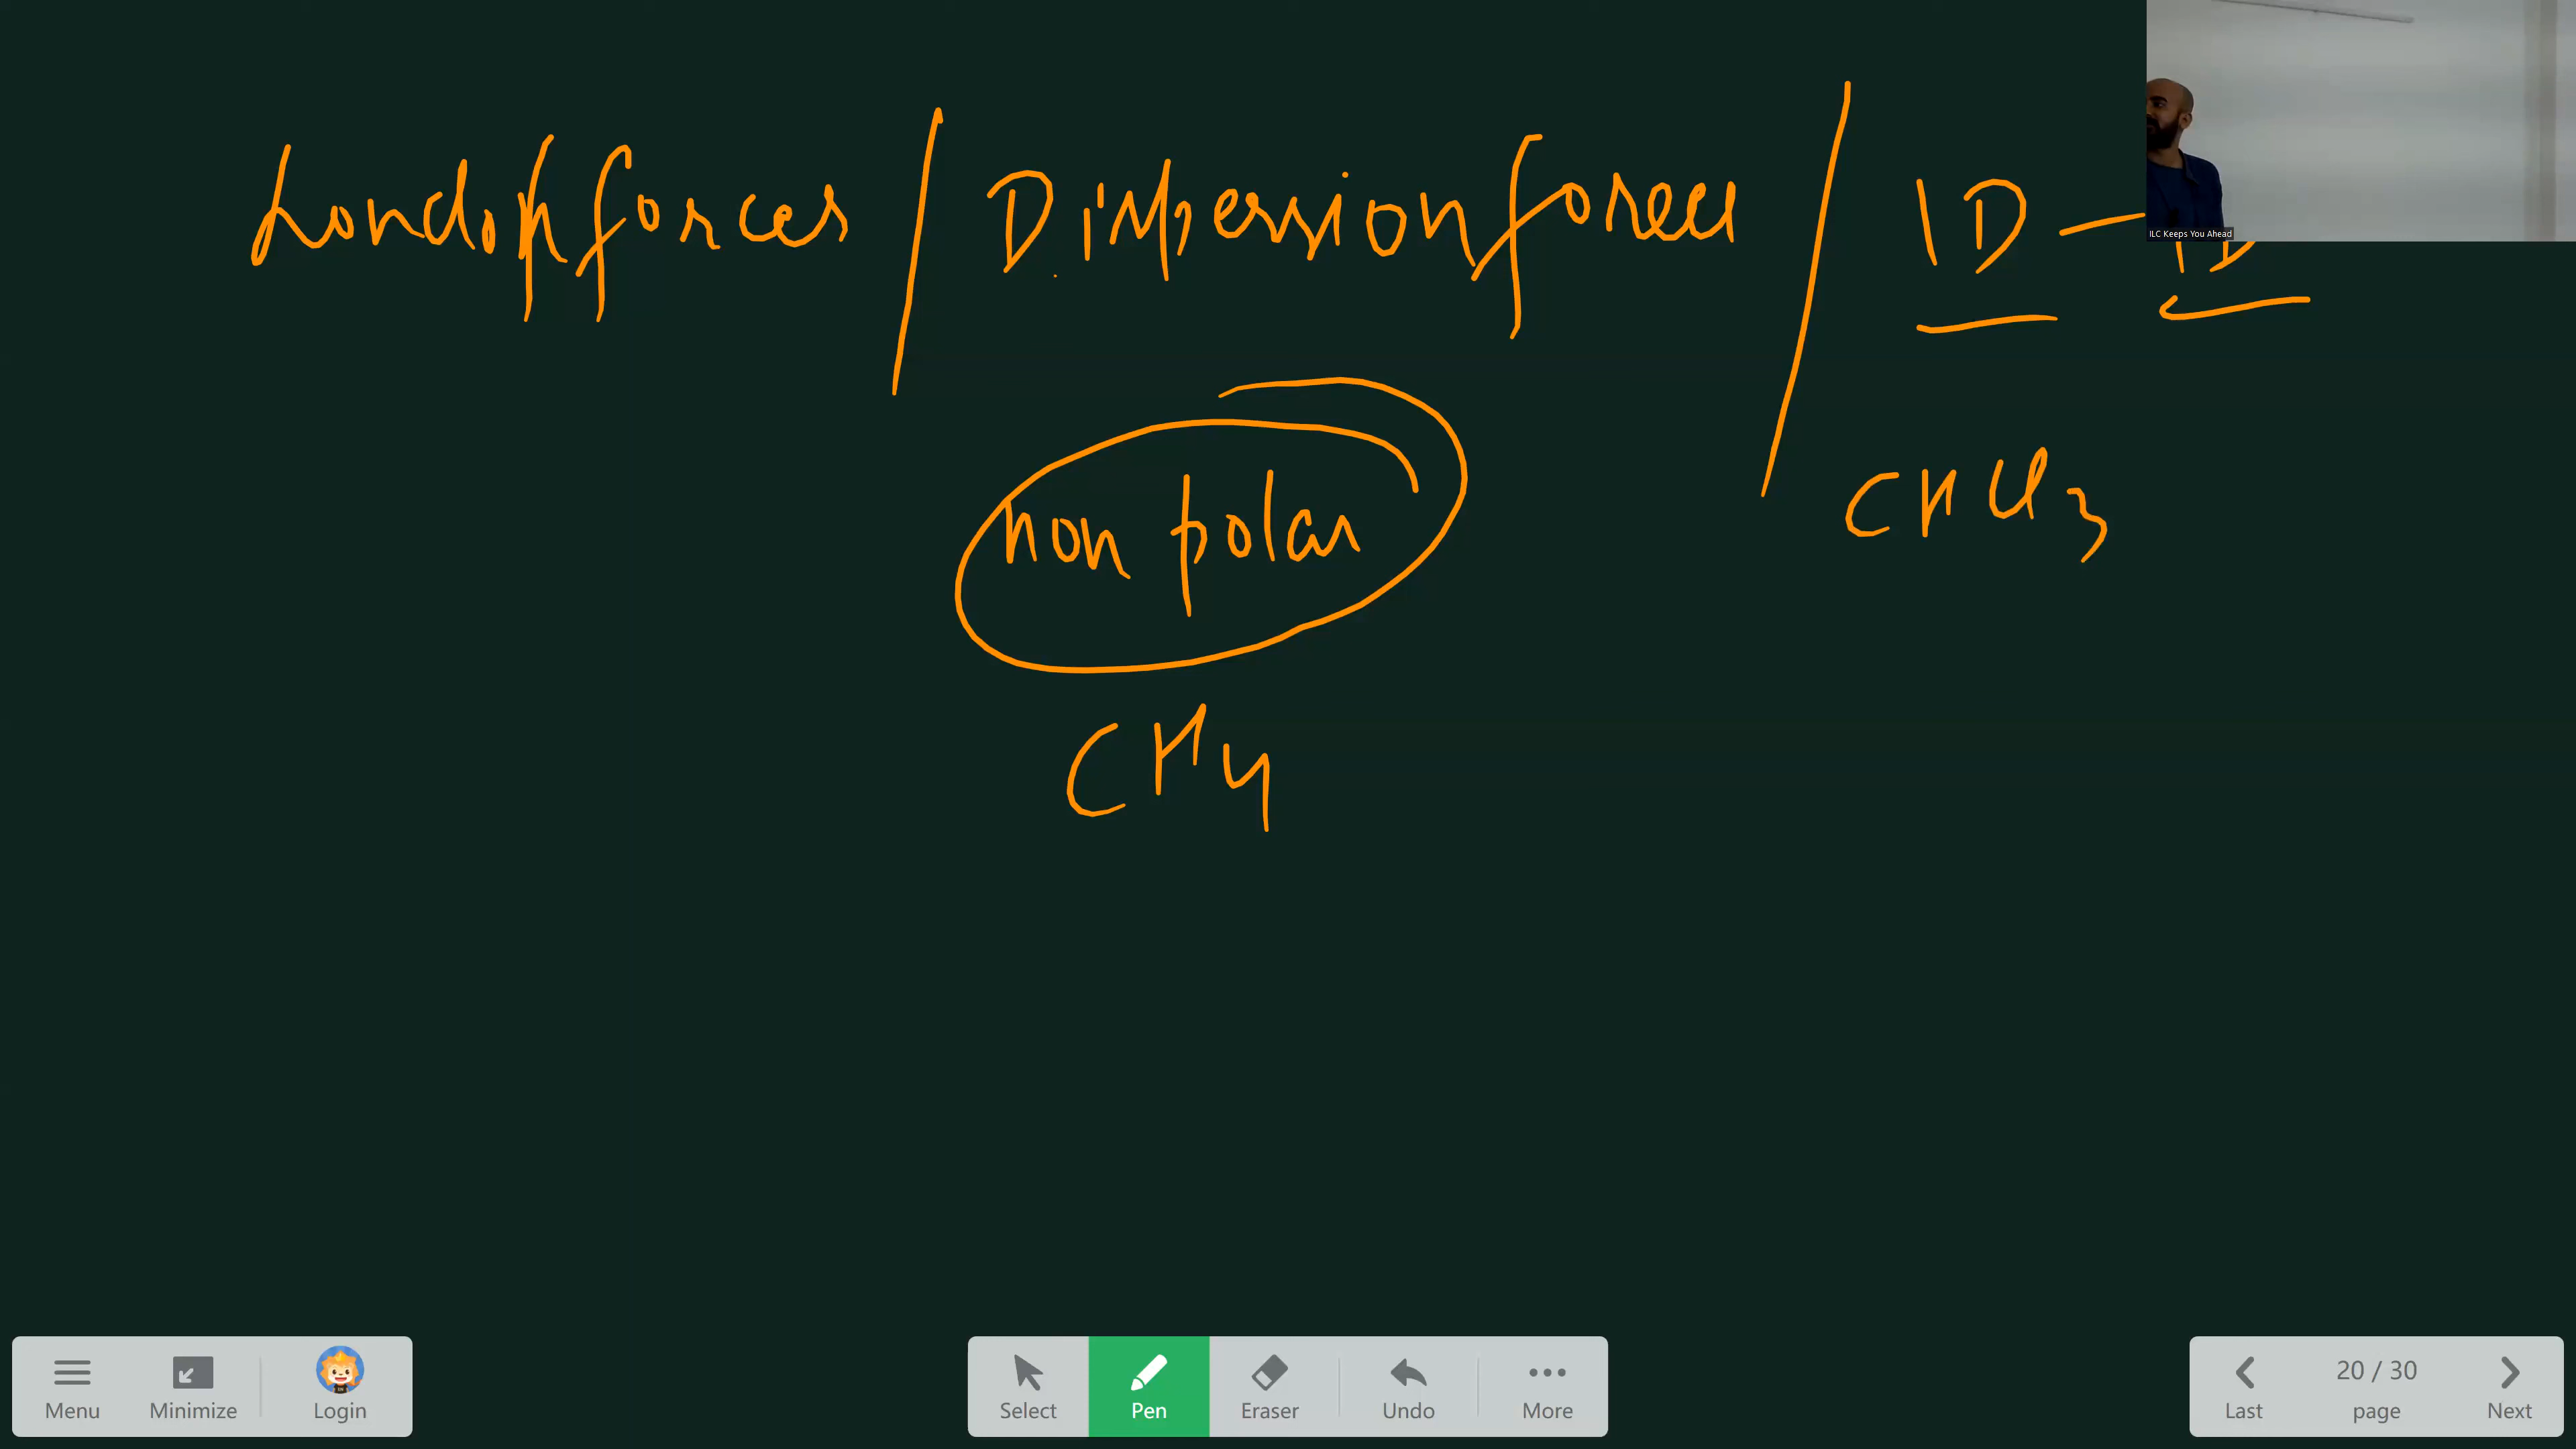 London forces / Dispersion forces / ID - ID
ILC Keeps You Ahead
non polar
CHCl3
CH4
Menu Minimize Login Select Pen Eraser Undo More Last 20 / 30 page Next